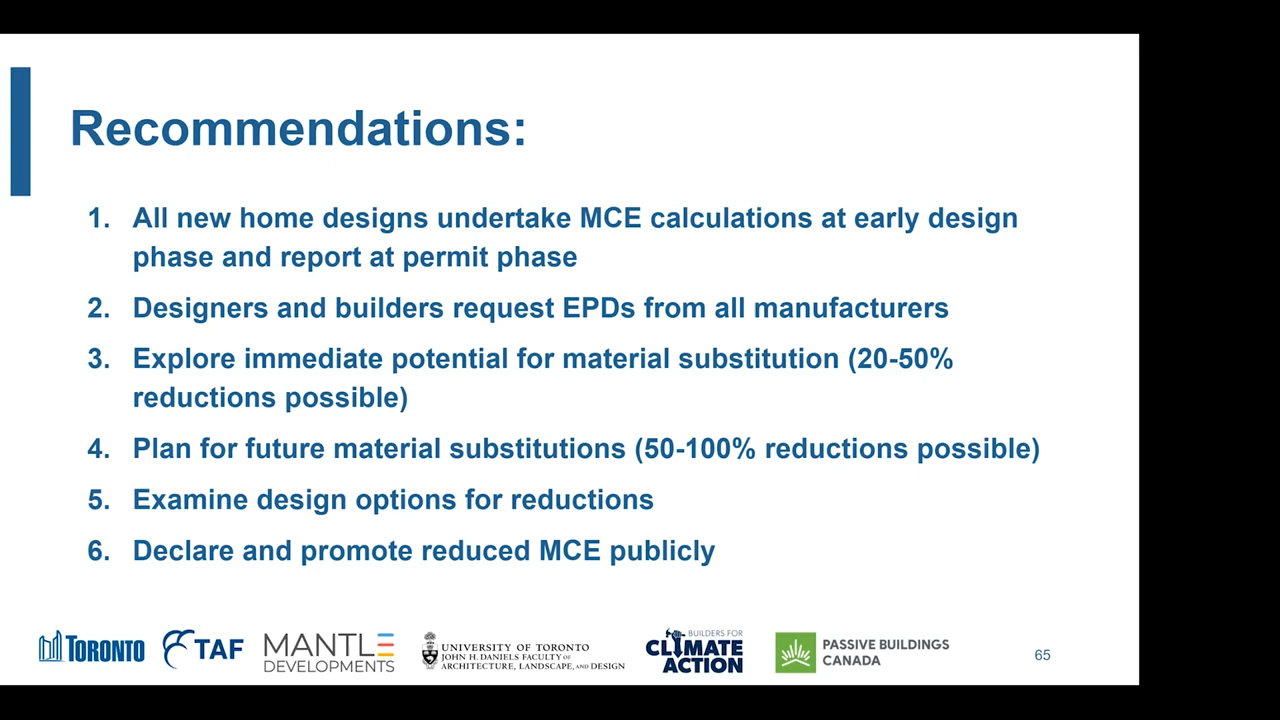 Recommendations:
1. All new home designs undertake MCE calculations at early design
phase and report at permit phase
2. Designers and builders request EPDs from all manufacturers
3. Explore immediate potential for material substitution (20-50%
reductions possible)
4. Plan for future material substitutions (50-100% reductions possible)
5. Examine design options for reductions
6. Declare and promote reduced MCE publicly
TORONTO
TAF
MANTLE
DEVELOPMENTS
UNIVERSITY OF TORONTO
JOHN H. DANIELS FACULTY OF
ARCHITECTURE, LANDSCAPE, AND DESIGN
BUILDERS FOR
CLIMATE
ACTION
PASSIVE BUILDINGS
CANADA
65